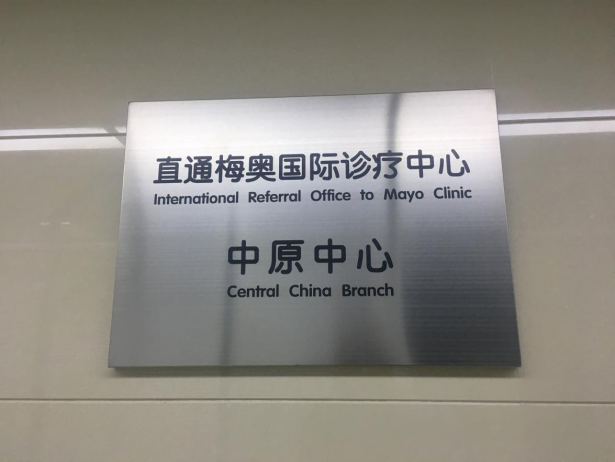 直通梅奥国际诊疗中心
International Referral Office to Mayo Clinic
中原中心
Central China Branch